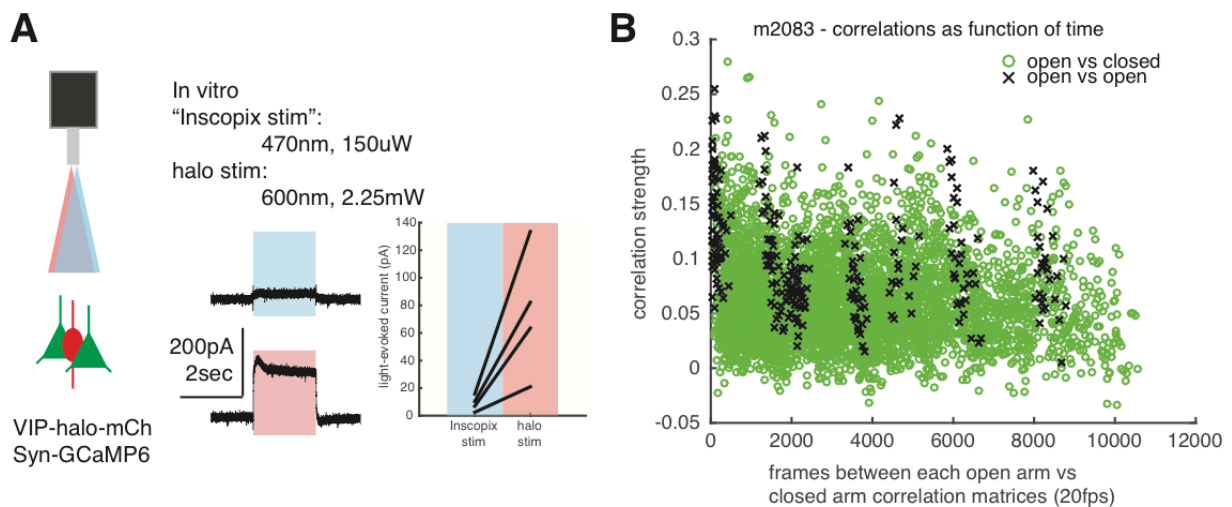 A
In vitro
“Inscopix stim”:
470nm, 150uW
halo stim:
600nm, 2.25mW
200pA
2sec
VIP-halo-mCh
Syn-GCaMP6
light-evoked current (pA)
140
120
100
80
60
40
20
0
Inscopix
stim
halo
stim
B
m2083 - correlations as function of time
open vs closed
open vs open
correlation strength
0.3
0.25
0.2
0.15
0.1
0.05
0
-0.05
0 2000 4000 6000 8000 10000 12000
frames between each open arm vs
closed arm correlation matrices (20fps)